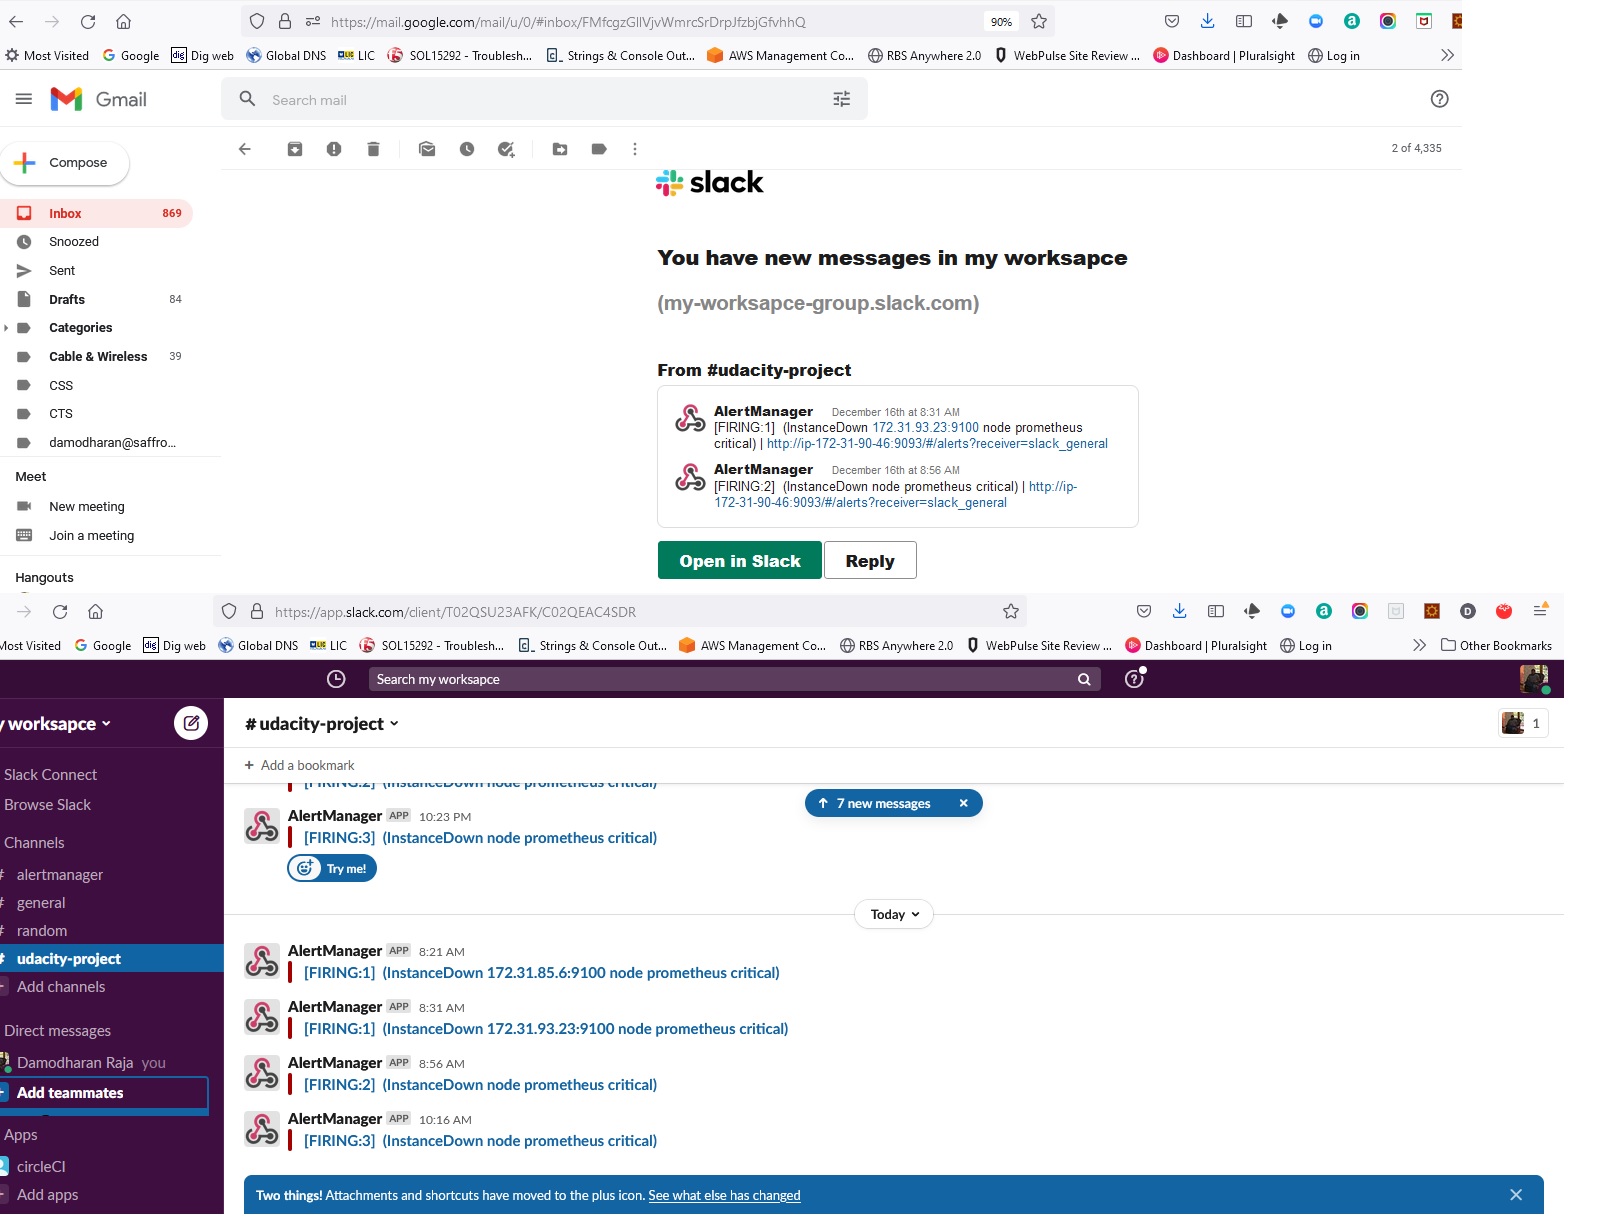 https://mail.google.com/mail/u/0/#inbox/FMfcgzGllVjvWmrcSrDrpJfzbjGfvhhQ
90%
Most Visited Google Dig web Global DNS LIC SOL15292 - Troublesh... Strings & Console Out... AWS Management Co... RBS Anywhere 2.0 WebPulse Site Review ... Dashboard | Pluralsight Log in
Gmail
Search mail
Compose
2 of 4,335
Inbox 869
Snoozed
Sent
Drafts 84
Categories
Cable & Wireless 39
CSS
CTS
damodharan@saffro...
Meet
New meeting
Join a meeting
Hangouts
slack
You have new messages in my worksapce
(my-worksapce-group.slack.com)
From #udacity-project
AlertManager December 16th at 8:31 AM
[FIRING:1] (InstanceDown 172.31.93.23:9100 node prometheus
critical) | http://ip-172-31-90-46:9093/#/alerts?receiver=slack_general
AlertManager December 16th at 8:56 AM
[FIRING:2] (InstanceDown node prometheus critical) | http://ip-
172-31-90-46:9093/#/alerts?receiver=slack_general
Open in Slack Reply
https://app.slack.com/client/T02QSU23AFK/C02QEAC4SDR
Most Visited Google Dig web Global DNS LIC SOL15292 - Troublesh... Strings & Console Out... AWS Management Co... RBS Anywhere 2.0 WebPulse Site Review ... Dashboard | Pluralsight Log in Other Bookmarks
Search my worksapce
y worksapce
Slack Connect
Browse Slack
Channels
# alertmanager
# general
# random
# udacity-project
Add channels
Direct messages
Damodharan Raja you
Add teammates
Apps
circleCI
Add apps
# udacity-project
1
+ Add a bookmark
[FIRING:2] (InstanceDown node prometheus critical)
7 new messages
AlertManager APP 10:23 PM
[FIRING:3] (InstanceDown node prometheus critical)
Try me!
Today
AlertManager APP 8:21 AM
[FIRING:1] (InstanceDown 172.31.85.6:9100 node prometheus critical)
AlertManager APP 8:31 AM
[FIRING:1] (InstanceDown 172.31.93.23:9100 node prometheus critical)
AlertManager APP 8:56 AM
[FIRING:2] (InstanceDown node prometheus critical)
AlertManager APP 10:16 AM
[FIRING:3] (InstanceDown node prometheus critical)
Two things! Attachments and shortcuts have moved to the plus icon. See what else has changed